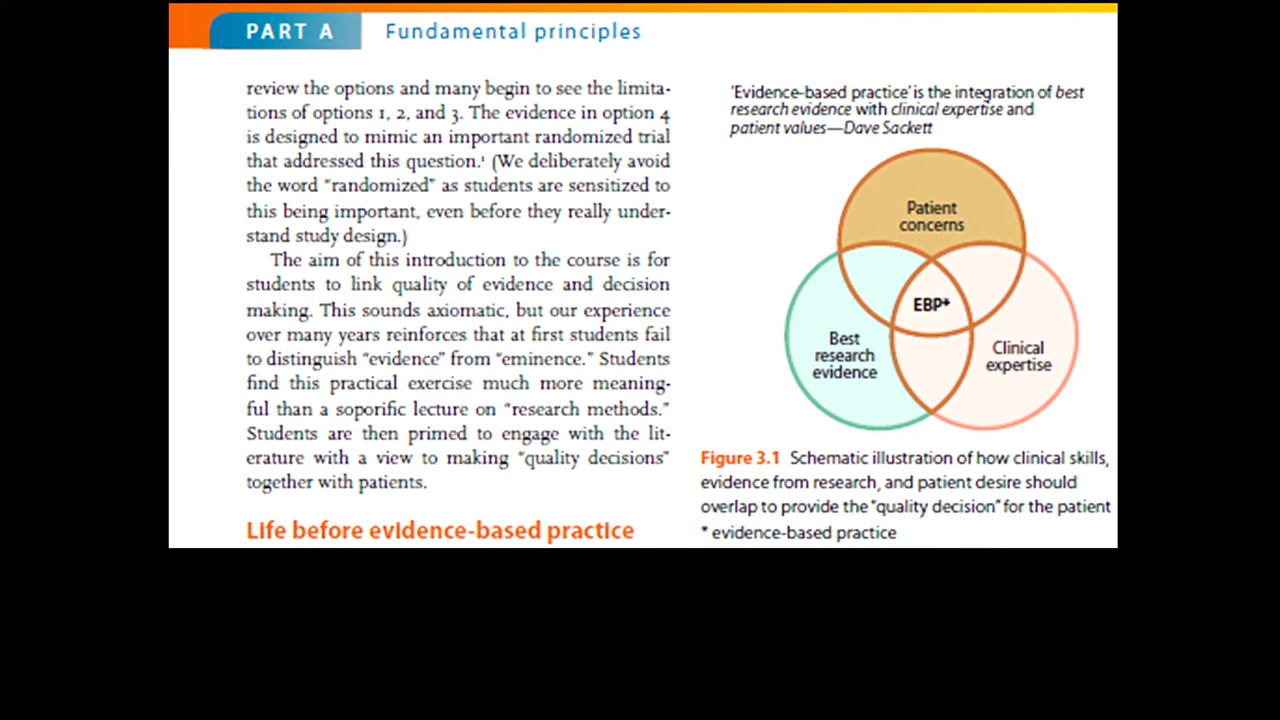 PART A Fundamental principles
review the options and many begin to see the limita-
tions of options 1, 2, and 3. The evidence in option 4
is designed to mimic an important randomized trial
that addressed this question.¹ (We deliberately avoid
the word “randomized” as students are sensitized to
this being important, even before they really under-
stand study design.)
The aim of this introduction to the course is for
students to link quality of evidence and decision
making. This sounds axiomatic, but our experience
over many years reinforces that at first students fail
to distinguish “evidence” from “eminence.” Students
find this practical exercise much more meaning-
ful than a soporific lecture on “research methods.”
Students are then primed to engage with the lit-
erature with a view to making “quality decisions”
together with patients.
Life before evidence-based practice
‘Evidence-based practice’ is the integration of best
research evidence with clinical expertise and
patient values—Dave Sackett
Patient
concerns
EBP*
Best
research
evidence
Clinical
expertise
Figure 3.1 Schematic illustration of how clinical skills,
evidence from research, and patient desire should
overlap to provide the “quality decision” for the patient
* evidence-based practice